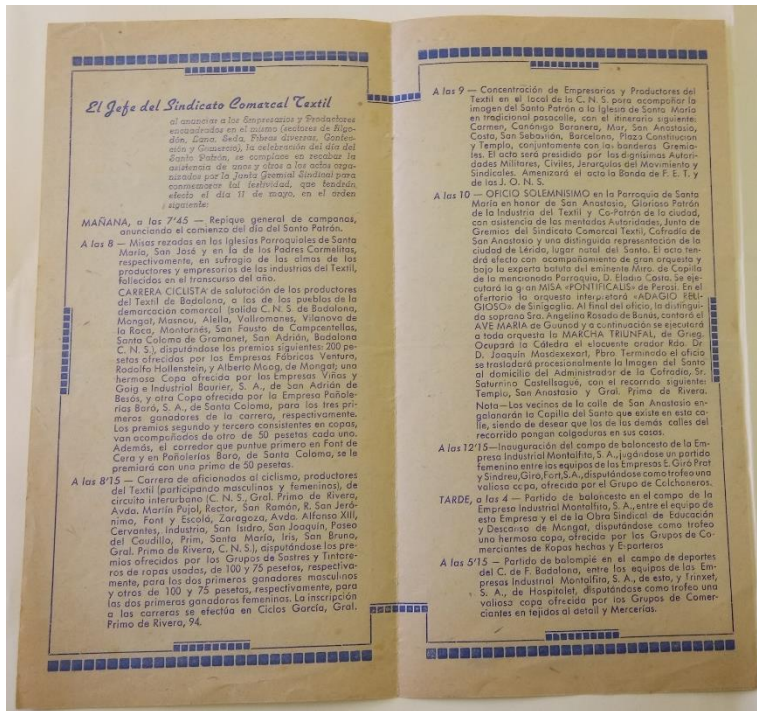 El Jefe del Sindicato Comarcal Textil
al anunciar a los Empresarios y Productores
encuadrados en el mismo (sectores de Algo-
dón, Lana, Seda, Fibras diversas, Confec-
ción y Comercio), la celebración del día del
Santo Patrón, se complace en recabar la
asistencia de unos y otros a los actos orga-
nizados por la Junta Gremial Sindical para
conmemorar tal festividad, que tendrán
efecto el día 11 de mayo, en el orden
siguiente:
MAÑANA, a las 7'45 — Repique general de campanas,
anunciando el comienzo del día del Santo Patrón.
A las 8 — Misas rezadas en las Iglesias Parroquiales de Santa
María, San José y en la de los Padres Carmelitas,
respectivamente, en sufragio de las almas de los
productores y empresarios de las industrias del Textil,
fallecidos en el transcurso del año.
CARRERA CICLISTA de salutación de los productores
del Textil de Badalona, a los de los pueblos de la
demarcación comarcal (salida C. N. S. de Badalona,
Mongat, Masnou, Alella, Vallromanes, Vilanova de
la Roca, Montornés, San Fausto de Campcentellas,
Santa Coloma de Gramanet, San Adrián, Badalona
C. N. S.), disputándose los premios siguientes: 200 pe-
setas ofrecidas por las Empresas Fábricas Ventura,
Rodolfo Hollenstein, y Alberto Maag, de Mongat; una
hermosa Copa ofrecida por las Empresas Viñas y
Goig e Industrial Baurier, S. A., de San Adrián de
Besós, y otra Copa ofrecida por la Empresa Pañole-
rías Baró, S. A., de Santa Coloma, para los tres pri-
meros ganadores de la carrera, respectivamente.
Los premios segundo y tercero consistentes en copas,
van acompañados de otro de 50 pesetas cada uno.
Además, el corredor que puntue primero en Font de
Cera y en Pañolerías Baro, de Santa Coloma, se le
premiará con una prima de 50 pesetas.
A las 8'15 — Carrera de aficionados al ciclismo, productores
del Textil (participando masculinos y femeninos), de
circuito interurbano (C. N. S., Gral. Primo de Rivera,
Avda. Martín Pujol, Rector, San Ramón, R. San Jeró-
nimo, Font y Escolá, Zaragoza, Avda. Alfonso XIII,
Cervantes, Industria, San Isidro, San Joaquín, Paseo
del Caudillo, Prim, Santa María, Iris, San Bruno,
Gral. Primo de Rivera, C. N. S.), disputándose los pre-
mios ofrecidos por los Grupos de Sastres y Tintore-
ros de ropas usadas, de 100 y 75 pesetas, respectiva-
mente, para los dos primeros ganadores masculinos
y otros de 100 y 75 pesetas, respectivamente, para
las dos primeras ganadoras femeninas. La inscripción
a las carreras se efectúa en Ciclos García, Gral.
Primo de Rivera, 94.
A las 9 — Concentración de Empresarios y Productores del
Textil en el local de la C. N. S. para acompañar la
imagen del Santo Patrón a la Iglesia de Santa María
en tradicional pasacalle, con el itinerario siguiente:
Carmen, Canónigo Baranera, Mar, San Anastasio,
Costa, San Sebastián, Barcelona, Plaza Constitución
y Templo, conjuntamente con las banderas Gremia-
les. El acto será presidido por las dignísimas Autori-
dades Militares, Civiles, Jerarquías del Movimiento y
Sindicales. Amenizará el acto la Banda de F. E. T. y
de las J. O. N. S.
A las 10 — OFICIO SOLEMNISIMO en la Parroquia de Santa
María en honor de San Anastasio, Glorioso Patrón
de la Industria del Textil y Co-Patrón de la ciudad,
con asistencia de las mentadas Autoridades, Junta de
Gremios del Sindicato Comarcal Textil, Cofradía de
San Anastasio y una distinguida representación de la
ciudad de Lérida, lugar natal del Santo. El acto ten-
drá efecto con acompañamiento de gran orquesta y
bajo la experta batuta del eminente Mtro. de Capilla
de la mencionada Parroquia, D. Eladio Costa. Se eje-
cutará la gran MISA «PONTIFICALIS» de Perosi. En el
ofertorio la orquesta interpretará «ADAGIO RELI-
GIOSO» de Sinigaglia. Al final del oficio, la distingui-
da soprano Sra. Angelina Rosado de Bunús, cantará el
AVE MARIA de Gounod y a continuación se ejecutará
a toda orquesta la MARCHA TRIUNFAL, de Grieg.
Ocupará la Cátedra el elocuente orador Rdo. Dr
D. Joaquín Masdexexart, Pbro Terminado el oficio
se trasladará procesionalmente la Imagen del Santo
al domicilio del Administrador de la Cofradía, Sr.
Saturnino Castellsagué, con el recorrido siguiente:
Templo, San Anastasio y Gral. Primo de Rivera.
Nota—Los vecinos de la calle de San Anastasio en-
galanarán la Capilla del Santo que existe en esta ca-
lle, siendo de desear que los de las demás calles del
recorrido pongan colgaduras en sus casas.
A las 12'15—Inauguración del campo de baloncesto de la Em-
presa Industrial Montalfita, S. A., jugándose un partido
femenino entre los equipos de las Empresas E. Giró Prat
y Sindreu, Giro, Fort, S. A., disputándose como trofeo una
valiosa copa, ofrecida por el Grupo de Colchoneros.
TARDE, a las 4 — Partido de baloncesto en el campo de la
Empresa Industrial Montalfita, S. A., entre el equipo de
esta Empresa y el de la Obra Sindical de Educación
y Descanso de Mongat, disputándose como trofeo
una hermosa copa, ofrecida por los Grupos de Co-
merciantes de Ropas hechas y Esparteros
A las 5'15 — Partido de balompié en el campo de deportes
del C. de F. Badalona, entre los equipos de las Em-
presas Industrial Montalfita, S. A., de esta, y Trinxet,
S. A., de Hospitalet, disputándose como trofeo una
valiosa copa ofrecida por los Grupos de Comer-
ciantes en tejidos al detall y Mercerías.